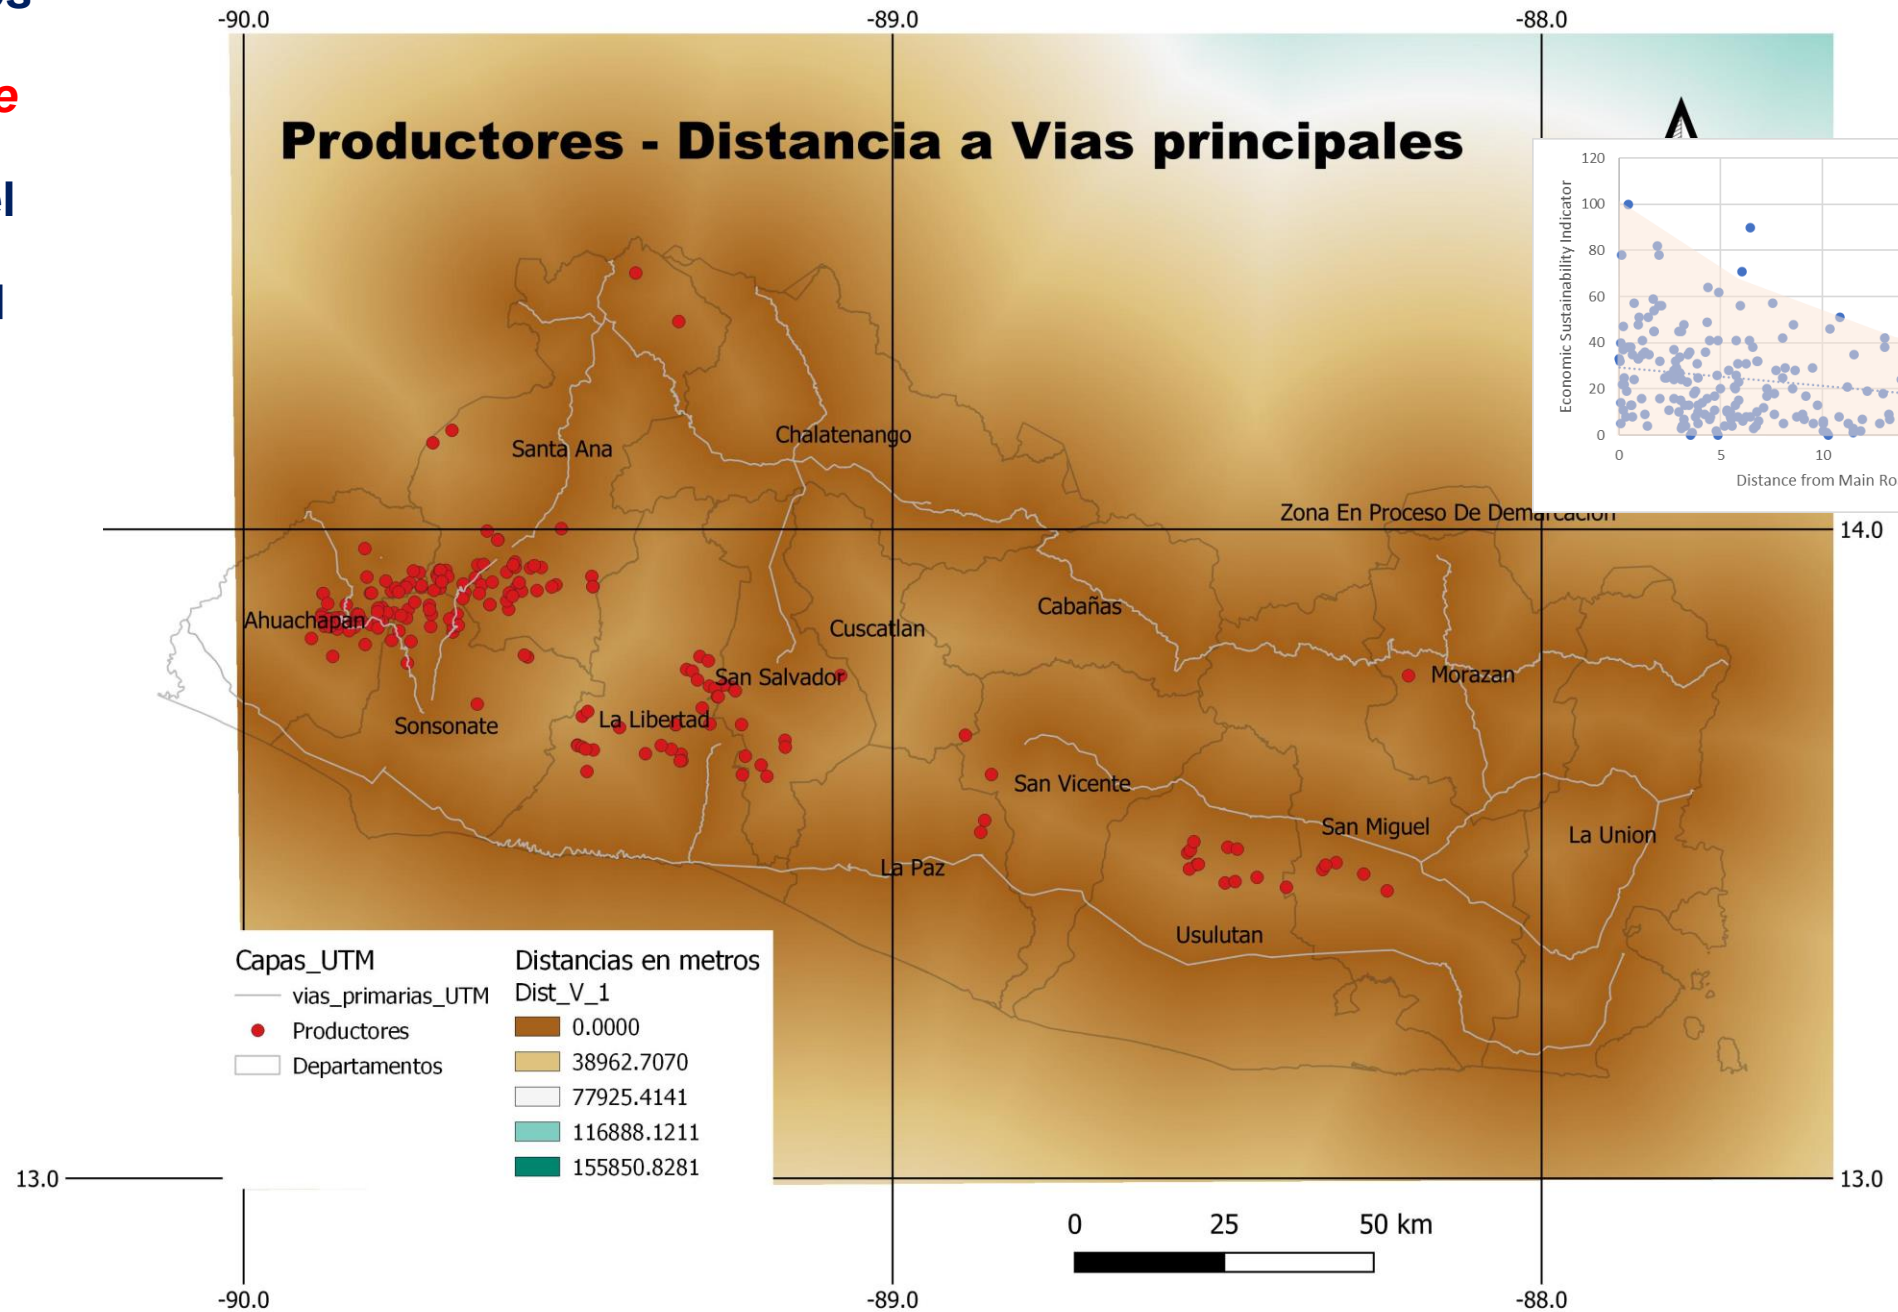 -90.0
-89.0
-88.0
Productores - Distancia a Vias principales
120
100
80
60
40
20
0
Economic Sustainability Indicator
0
5
10
Distance from Main Ro
Santa Ana
Chalatenango
Zona En Proceso De Demarcación
14.0
Ahuachapán
Cabañas
Cuscatlan
San Salvador
Morazan
Sonsonate
La Libertad
San Vicente
San Miguel
La Union
La Paz
Usulutan
Capas_UTM
vias_primarias_UTM
Productores
Departamentos
Distancias en metros
Dist_V_1
0.0000
38962.7070
77925.4141
116888.1211
155850.8281
13.0
13.0
0
25
50 km
-90.0
-89.0
-88.0